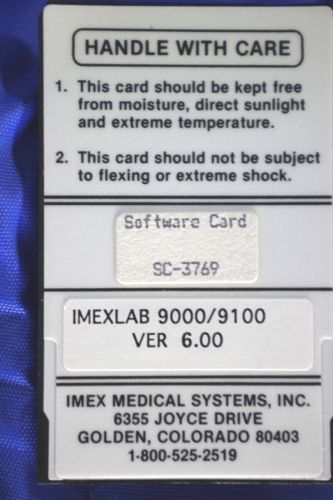 HANDLE WITH CARE
1. This card should be kept free
from moisture, direct sunlight
and extreme temperature.
2. This card should not be subject
to flexing or extreme shock.
Software Card
SC-3769
IMEXLAB 9000/9100
VER 6.00
IMEX MEDICAL SYSTEMS, INC.
6355 JOYCE DRIVE
GOLDEN, COLORADO 80403
1-800-525-2519